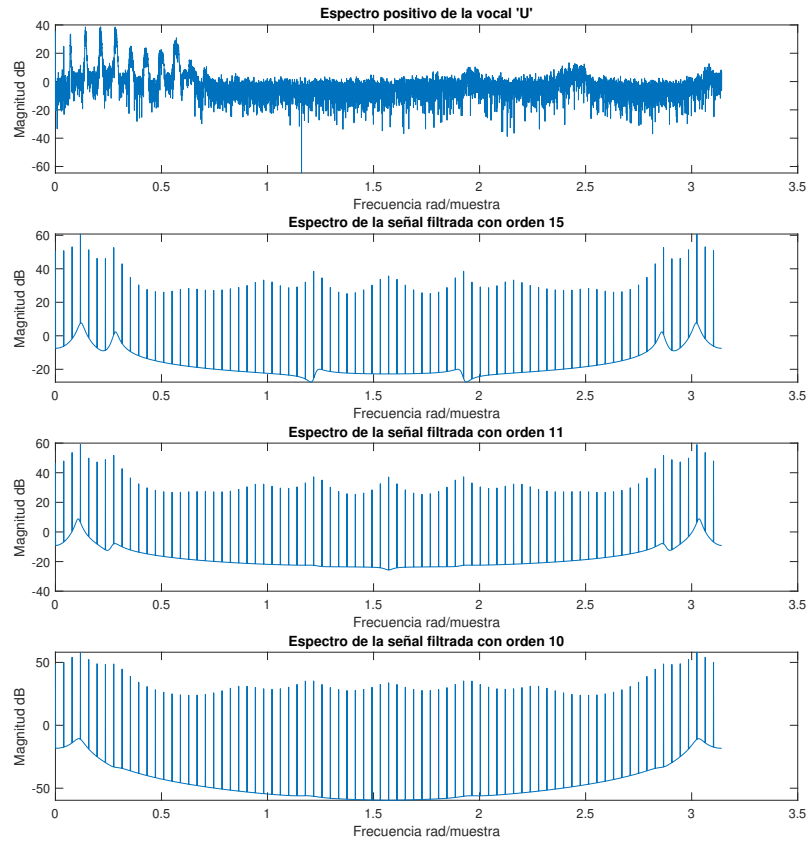 Espectro positivo de la vocal 'U'
40
20
0
-20
-40
-60
Magnitud dB
0 0.5 1 1.5 2 2.5 3 3.5
Frecuencia rad/muestra
Espectro de la señal filtrada con orden 15
60
40
20
0
-20
Magnitud dB
0 0.5 1 1.5 2 2.5 3 3.5
Frecuencia rad/muestra
Espectro de la señal filtrada con orden 11
60
40
20
0
-20
-40
Magnitud dB
0 0.5 1 1.5 2 2.5 3 3.5
Frecuencia rad/muestra
Espectro de la señal filtrada con orden 10
50
0
-50
Magnitud dB
0 0.5 1 1.5 2 2.5 3 3.5
Frecuencia rad/muestra